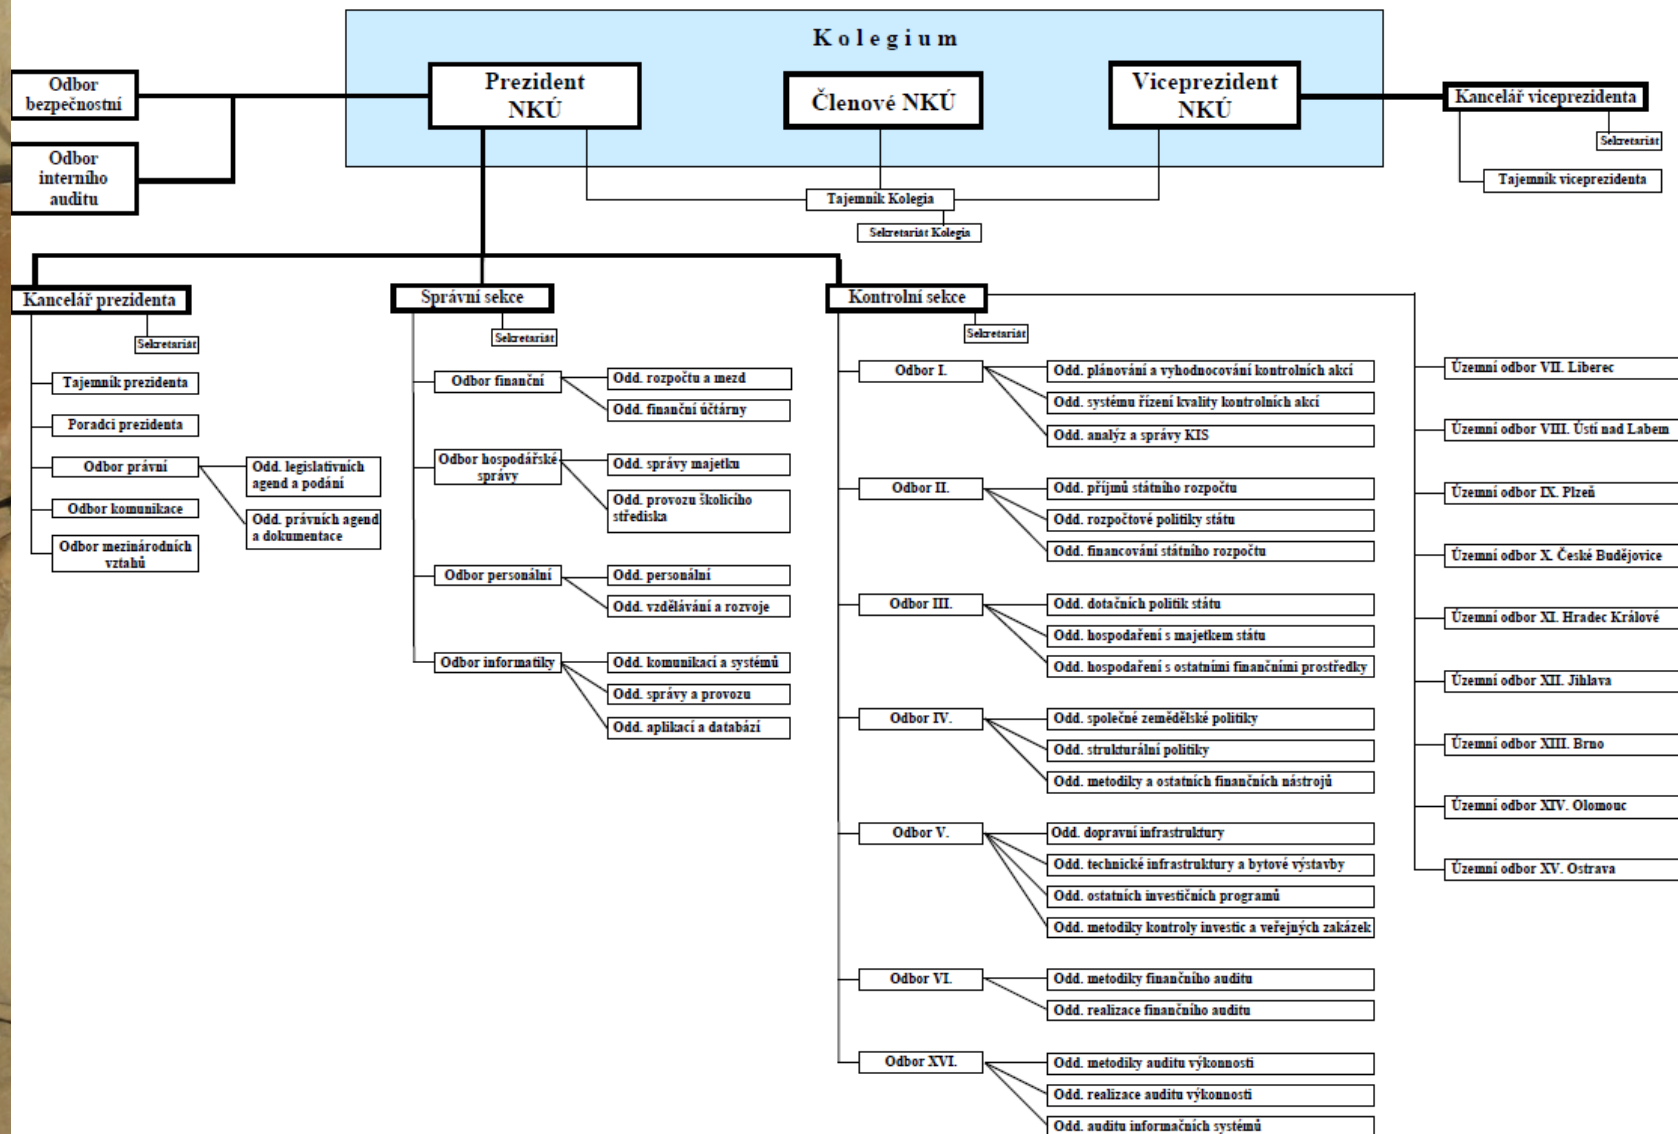 Kolegium
Odbor
bezpečnostní
Prezident
NKÚ
Členové NKÚ
Viceprezident
NKÚ
Kancelář viceprezidenta
Sekretariát
Tajemník viceprezidenta
Odbor
interního
auditu
Tajemník Kolegia
Sekretariát Kolegia
Kancelář prezidenta
Sekretariát
Tajemník prezidenta
Poradci prezidenta
Odbor právní
Odd. legislativních
agend a podání
Odd. právních agend
a dokumentace
Odbor komunikace
Odbor mezinárodních
vztahů
Správní sekce
Sekretariát
Odbor finanční
Odd. rozpočtu a mezd
Odd. finanční účtárny
Odbor hospodářské
správy
Odd. správy majetku
Odd. provozu školicího
střediska
Odbor personální
Odd. personální
Odd. vzdělávání a rozvoje
Odbor informatiky
Odd. komunikací a systémů
Odd. správy a provozu
Odd. aplikací a databází
Kontrolní sekce
Sekretariát
Odbor I.
Odd. plánování a vyhodnocování kontrolních akcí
Odd. systému řízení kvality kontrolních akcí
Odd. analýz a správy KIS
Odbor II.
Odd. příjmů státního rozpočtu
Odd. rozpočtové politiky státu
Odd. financování státního rozpočtu
Odbor III.
Odd. dotačních politik státu
Odd. hospodaření s majetkem státu
Odd. hospodaření s ostatními finančními prostředky
Odbor IV.
Odd. společné zemědělské politiky
Odd. strukturální politiky
Odd. metodiky a ostatních finančních nástrojů
Odbor V.
Odd. dopravní infrastruktury
Odd. technické infrastruktury a bytové výstavby
Odd. ostatních investičních programů
Odd. metodiky kontroly investic a veřejných zakázek
Odbor VI.
Odd. metodiky finančního auditu
Odd. realizace finančního auditu
Odbor XVI.
Odd. metodiky auditu výkonnosti
Odd. realizace auditu výkonnosti
Odd. auditu informačních systémů
Územní odbor VII. Liberec
Územní odbor VIII. Ústí nad Labem
Územní odbor IX. Plzeň
Územní odbor X. České Budějovice
Územní odbor XI. Hradec Králové
Územní odbor XII. Jihlava
Územní odbor XIII. Brno
Územní odbor XIV. Olomouc
Územní odbor XV. Ostrava